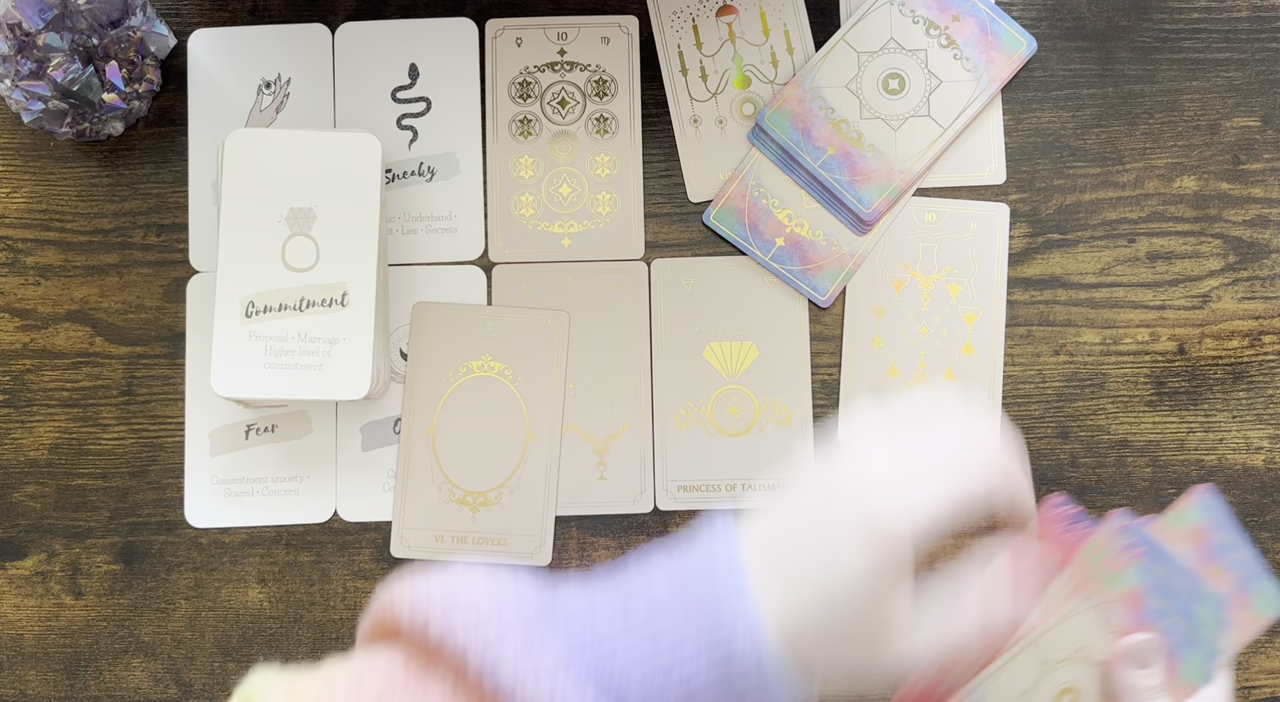 10
Sneaky
Underhand •
Lies • Secrets
Commitment
Proposal • Marriage •
Higher level of
commitment
10
Fear
Commitment anxiety •
Scared • Concern
PRINCESS OF TALISM
VI. THE LOVERS